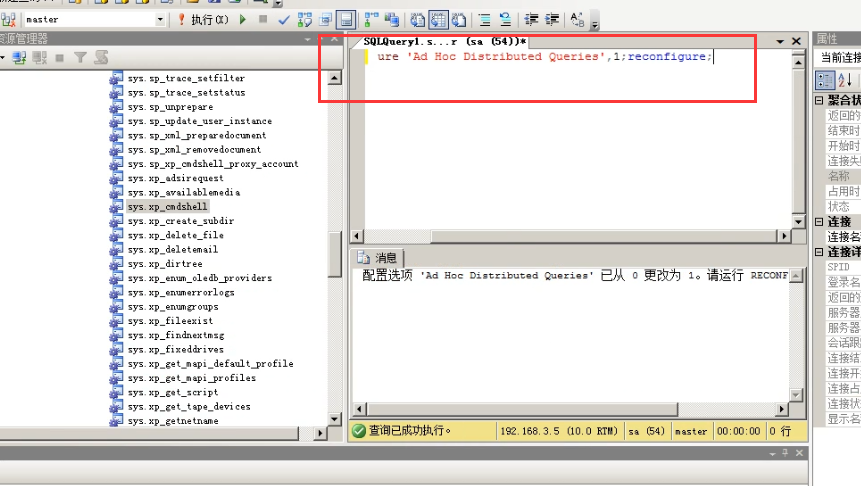 master
执行(X)
资源管理器
sys.sp_trace_setfilter
sys.sp_trace_setstatus
sys.sp_unprepare
sys.sp_update_user_instance
sys.sp_xml_preparedocument
sys.sp_xml_removedocument
sys.sp_xp_cmdshell_proxy_account
sys.xp_adsirequest
sys.xp_availablemedia
sys.xp_cmdshell
sys.xp_create_subdir
sys.xp_delete_file
sys.xp_deletemail
sys.xp_dirtree
sys.xp_enum_oledb_providers
sys.xp_enumerrorlogs
sys.xp_enumgroups
sys.xp_fileexist
sys.xp_findnextmsg
sys.xp_fixeddrives
sys.xp_get_mapi_default_profile
sys.xp_get_mapi_profiles
sys.xp_get_script
sys.xp_get_tape_devices
sys.xp_getnetname
SQLQuery1.s...r (sa (54))*
ure 'Ad Hoc Distributed Queries',1;reconfigure;
消息
配置选项 'Ad Hoc Distributed Queries' 已从 0 更改为 1。请运行 RECONF
查询已成功执行。
192.168.3.5 (10.0 RTM)
sa (54)
master
00:00:00
0 行
属性
当前连接
聚合状
返回的
结束时
开始时
连接失
名称
占用时
状态
连接
连接名
连接详
SPID
登录名
返回的
服务器
服务器
会话跟
连接结
连接开
连接占
连接状
显示名